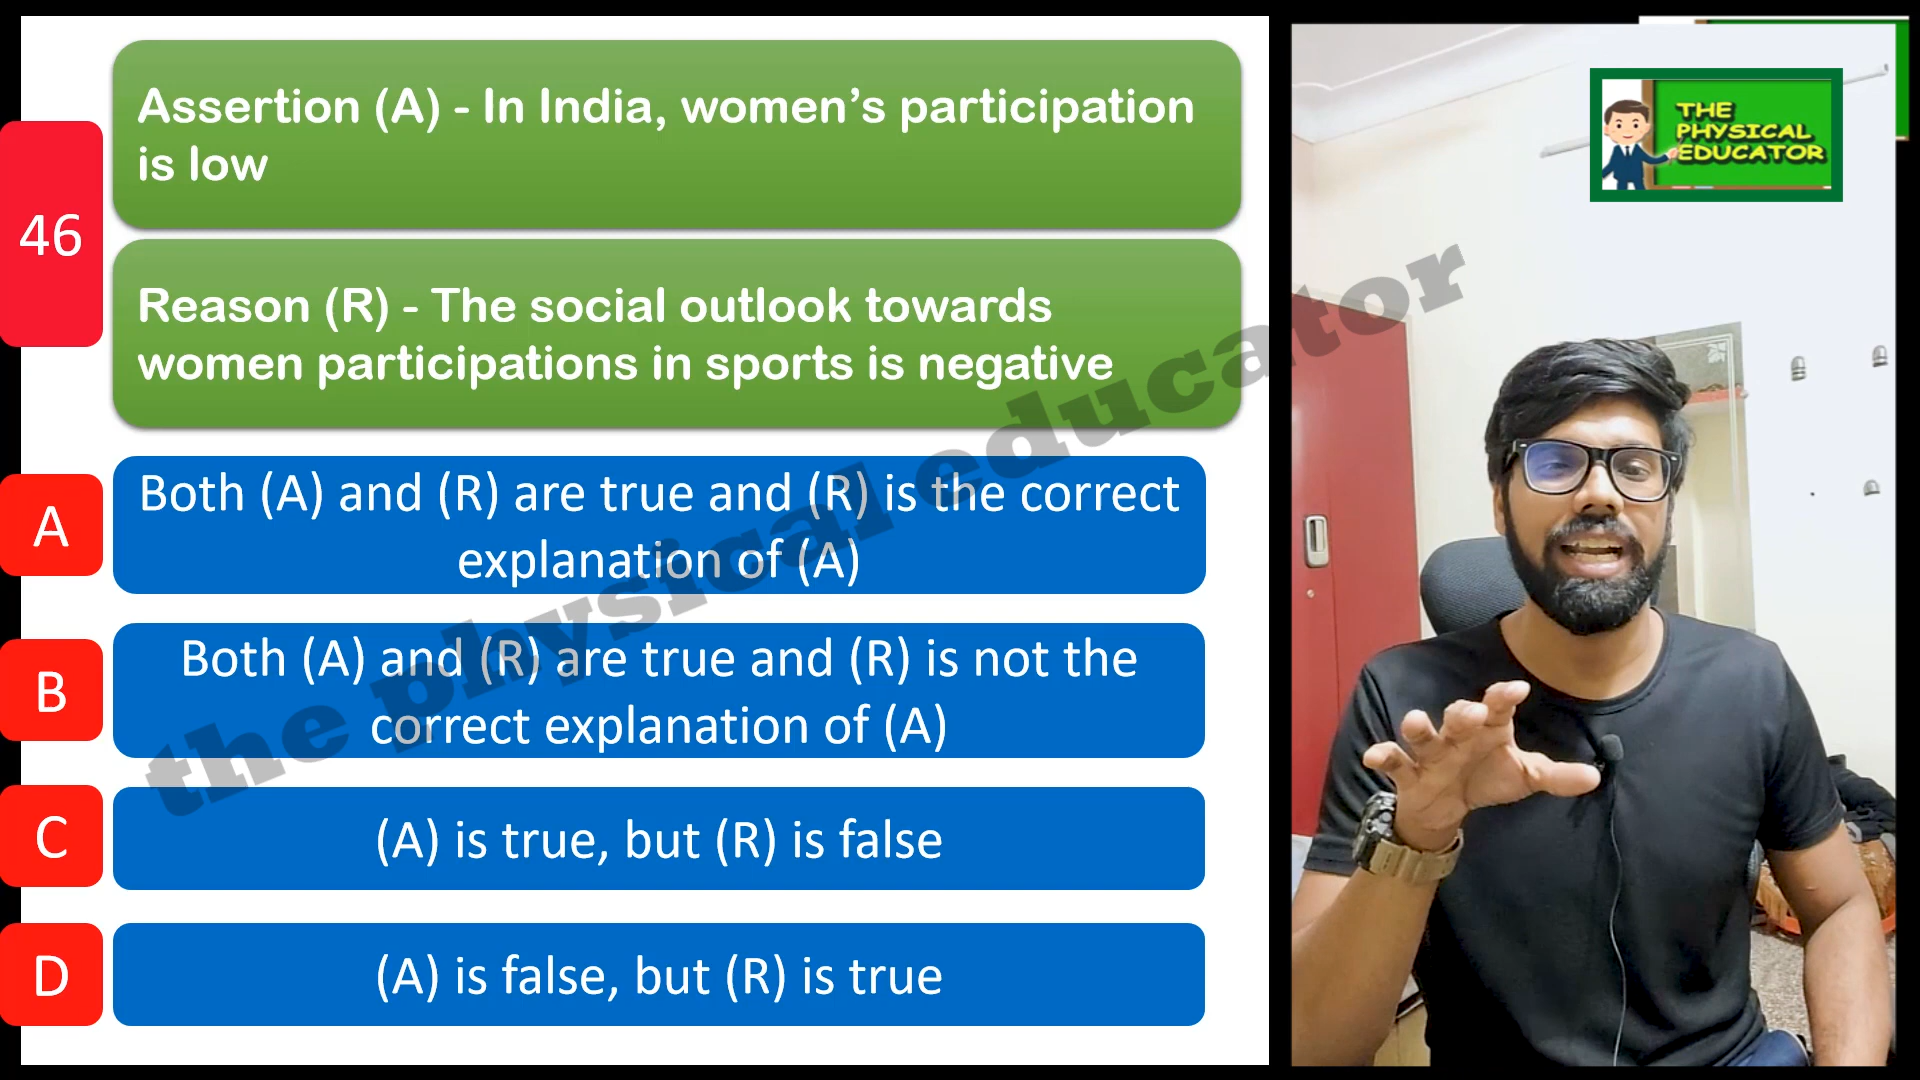 46
Assertion (A) - In India, women’s participation
is low
Reason (R) - The social outlook towards
women participations in sports is negative
A
Both (A) and (R) are true and (R) is the correct
explanation of (A)
B
Both (A) and (R) are true and (R) is not the
correct explanation of (A)
C
(A) is true, but (R) is false
D
(A) is false, but (R) is true
the physical educator
THE
PHYSICAL
EDUCATOR